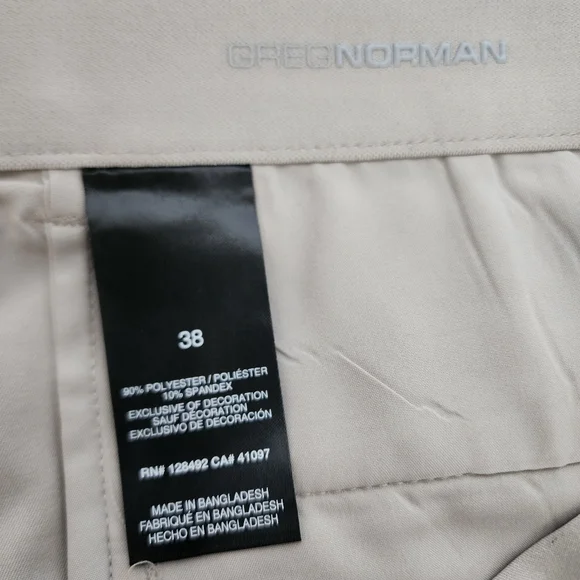 GREGNORMAN
38
90% POLYESTER / POLIÉSTER
10% SPANDEX
EXCLUSIVE OF DECORATION
SAUF DÉCORATION
EXCLUSIVO DE DECORACIÓN
RN# 128492 CA# 41097
MADE IN BANGLADESH
FABRIQUÉ EN BANGLADESH
HECHO EN BANGLADESH